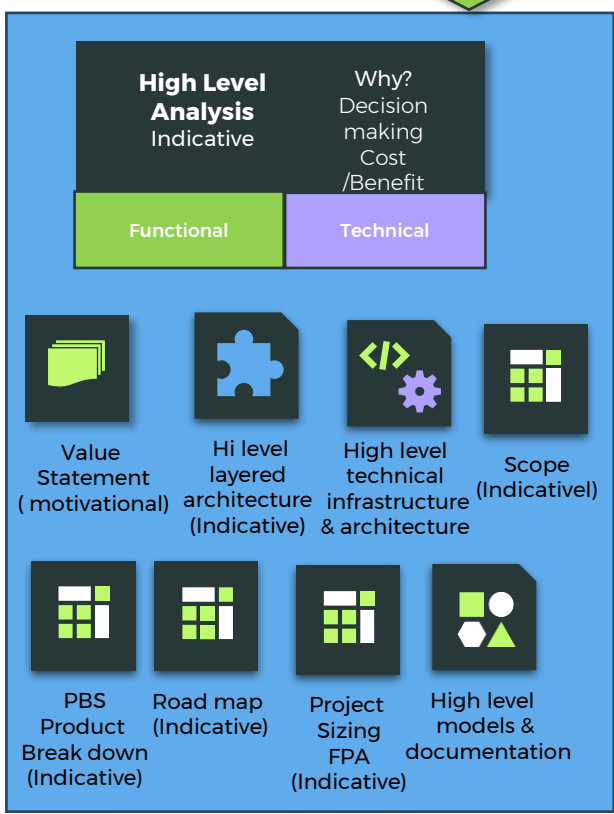 High Level
Analysis
Indicative
Why?
Decision
making
Cost
/Benefit
Functional
Technical
</>
Value
Statement
( motivational)
Hi level
layered
architecture
(Indicative)
High level
technical
infrastructure
& architecture
Scope
(Indicativel)
PBS
Product
Break down
(Indicative)
Road map
(Indicative)
Project
Sizing
FPA
(Indicative)
High level
models &
documentation